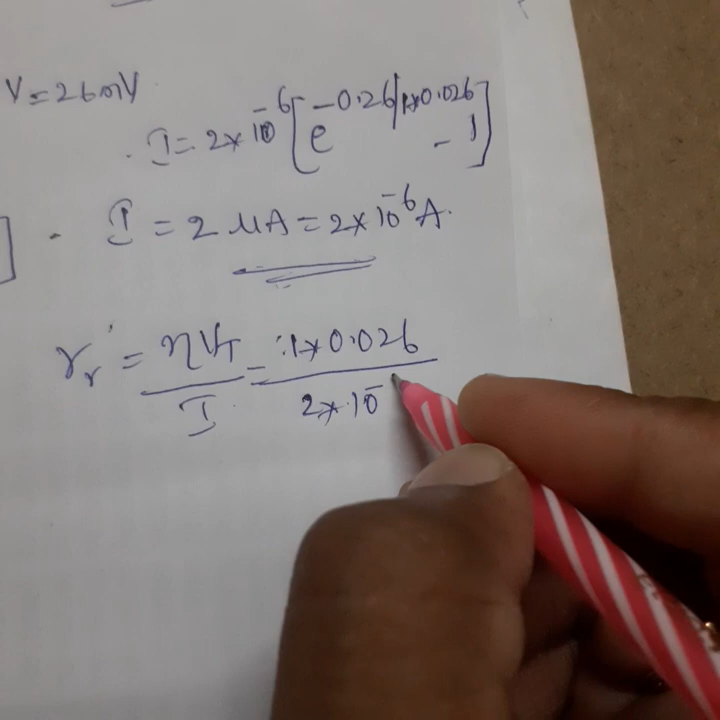 V=26mV
I=2×10⁻⁶[e^-0.26/1×0.026 - 1]
] - I = 2 μA = 2×10⁻⁶A.
r_r' = ηV_T/I = 1×0.026/2×10⁻